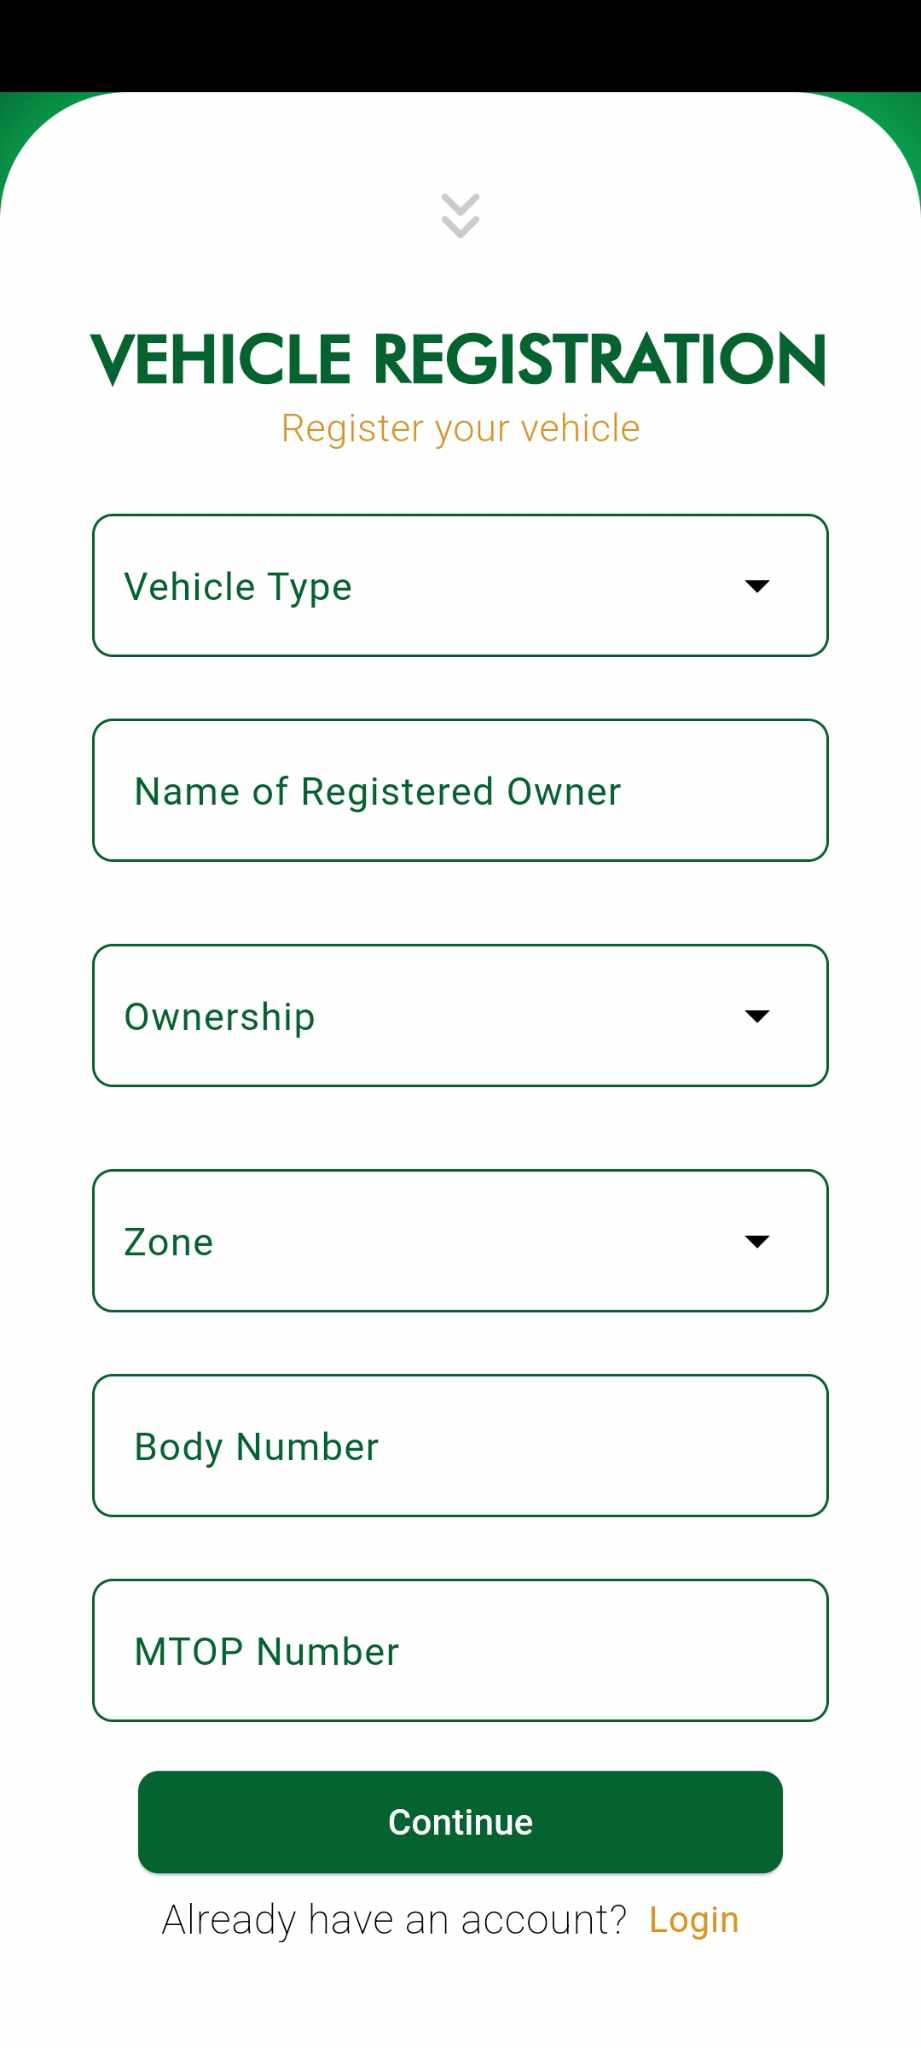 VEHICLE REGISTRATION
Register your vehicle
Vehicle Type
Name of Registered Owner
Ownership
Zone
Body Number
MTOP Number
Continue
Already have an account? Login